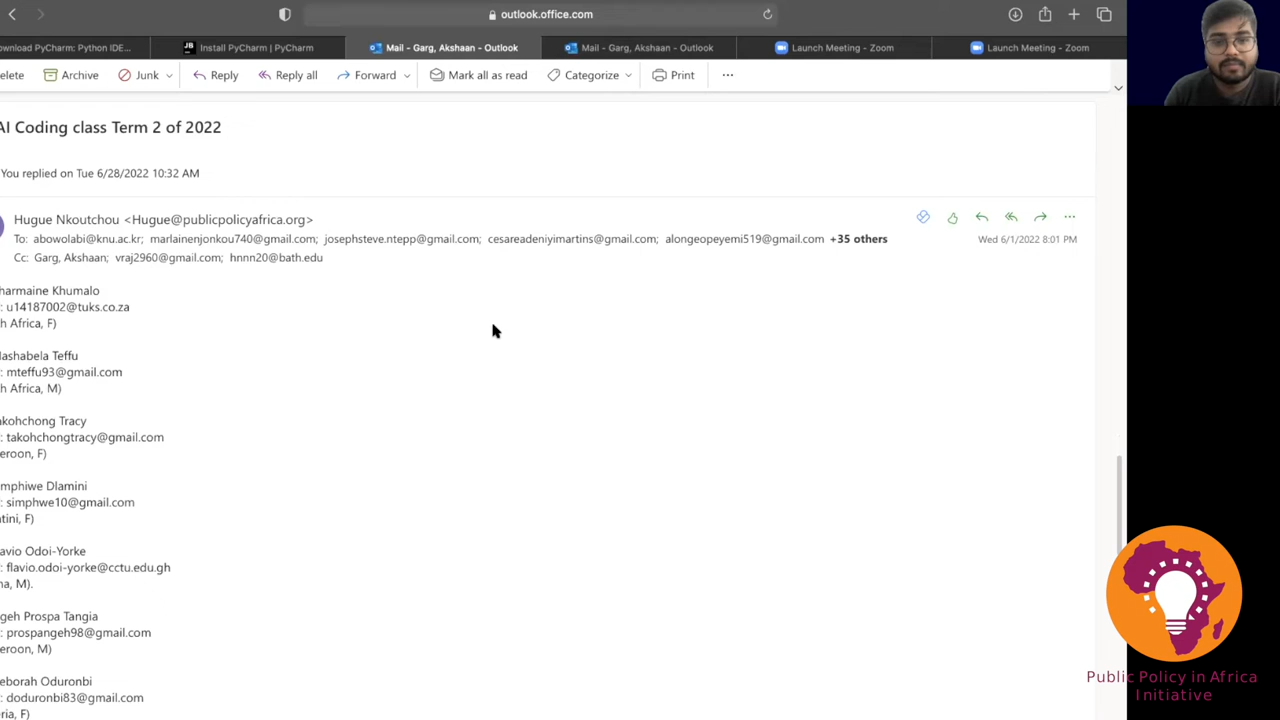 outlook.office.com
ownload PyCharm: Python IDE...
JB Install PyCharm | PyCharm
Mail - Garg, Akshaan - Outlook
Mail - Garg, Akshaan - Outlook
Launch Meeting - Zoom
Launch Meeting - Zoom
elete Archive Junk Reply Reply all Forward Mark all as read Categorize Print ...
AI Coding class Term 2 of 2022
You replied on Tue 6/28/2022 10:32 AM
Hugue Nkoutchou <Hugue@publicpolicyafrica.org>
To: abowolabi@knu.ac.kr; marlainenjonkou740@gmail.com; josephsteve.ntepp@gmail.com; cesareadeniyimartins@gmail.com; alongeopeyemi519@gmail.com +35 others
Wed 6/1/2022 8:01 PM
Cc: Garg, Akshaan; vraj2960@gmail.com; hnnn20@bath.edu
harmaine Khumalo
: u14187002@tuks.co.za
h Africa, F)
ashabela Teffu
: mteffu93@gmail.com
h Africa, M)
akohchong Tracy
: takohchongtracy@gmail.com
eroon, F)
mphiwe Dlamini
: simphwe10@gmail.com
tini, F)
avio Odoi-Yorke
: flavio.odoi-yorke@cctu.edu.gh
na, M).
geh Prospa Tangia
: prospangeh98@gmail.com
eroon, M)
eborah Oduronbi
: doduronbi83@gmail.com
eria, F)
Public Policy in Africa
Initiative